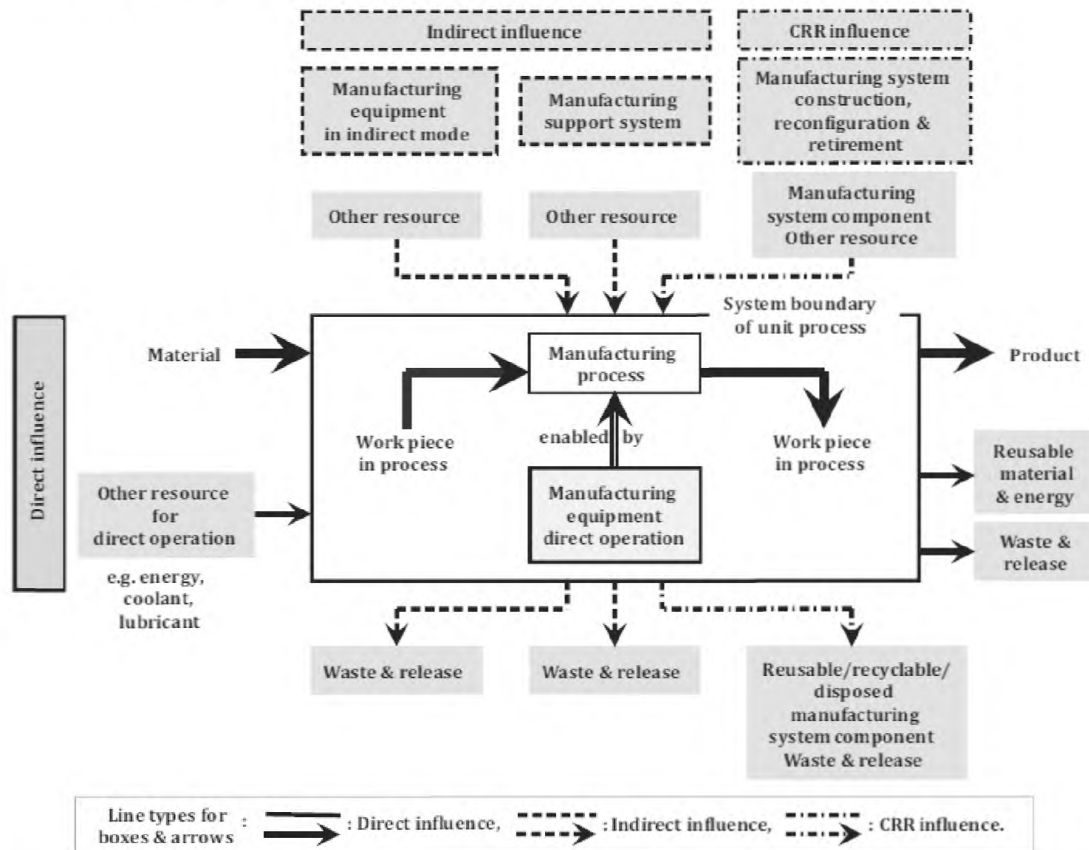 Indirect influence
CRR influence
Manufacturing
equipment
in indirect mode
Manufacturing
support system
Manufacturing system
construction,
reconfiguration &
retirement
Other resource
Other resource
Manufacturing
system component
Other resource
Direct influence
System boundary
of unit process
Material
Manufacturing
process
Product
Work piece
in process
enabled by
Work piece
in process
Other resource
for
direct operation
e.g. energy,
coolant,
lubricant
Manufacturing
equipment
direct operation
Reusable
material
& energy
Waste &
release
Waste & release
Waste & release
Reusable/recyclable/
disposed
manufacturing
system component
Waste & release
Line types for
boxes & arrows
: : Direct influence, : Indirect influence, : CRR influence.